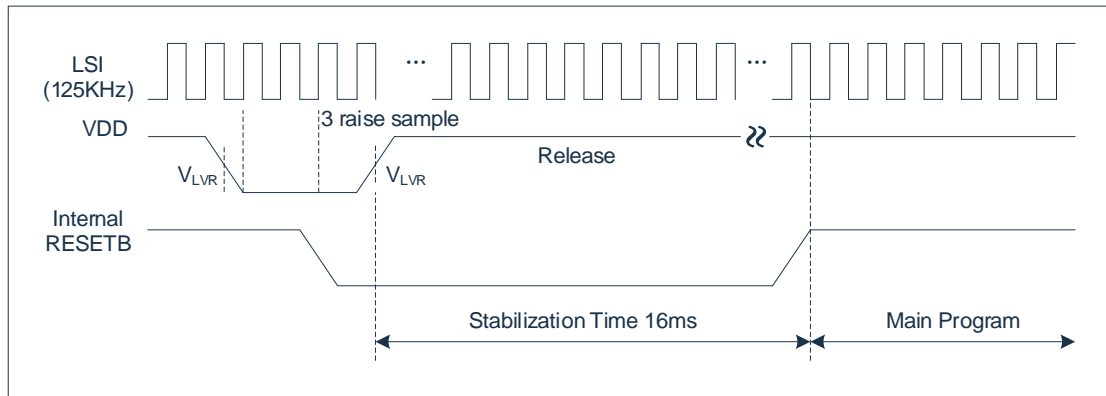 LSI
(125KHz)
... ...
3 raise sample
VDD
Release
VLVR VLVR
Internal
RESETB
Stabilization Time 16ms Main Program